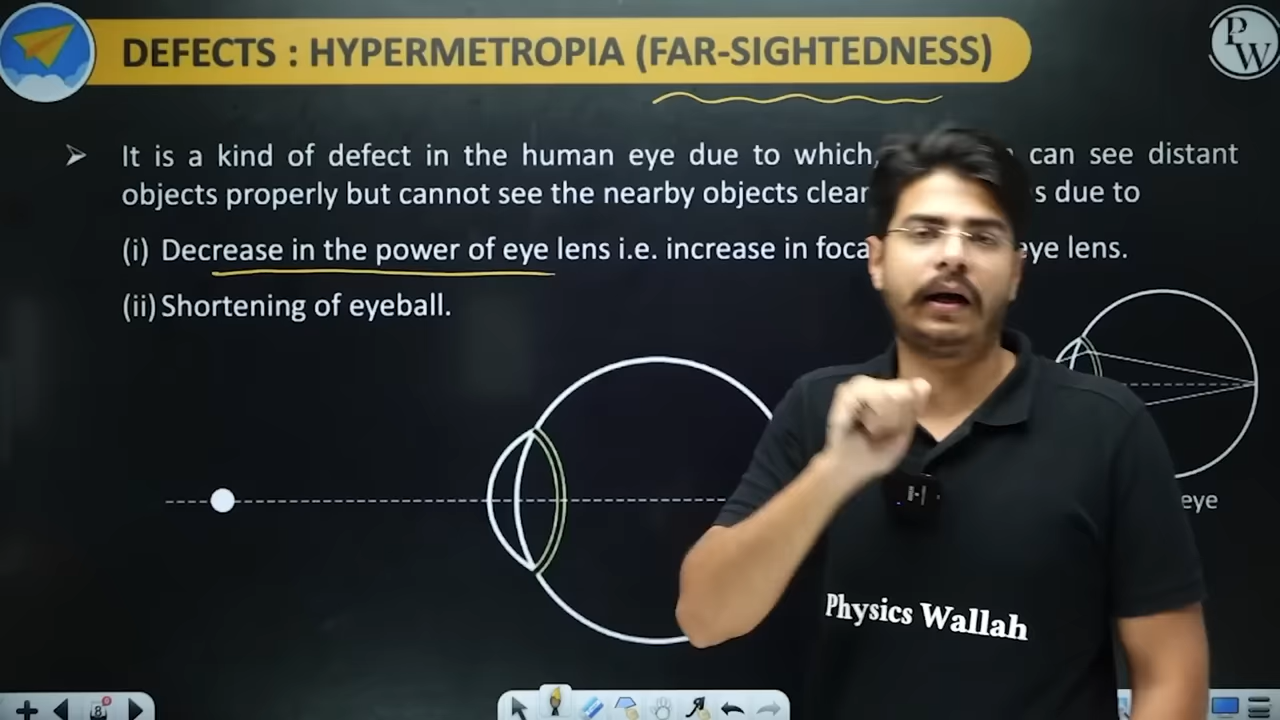 DEFECTS : HYPERMETROPIA (FAR-SIGHTEDNESS)
PW
➤ It is a kind of defect in the human eye due to which, can see distant
objects properly but cannot see the nearby objects clear s due to
(i) Decrease in the power of eye lens i.e. increase in foca eye lens.
(ii) Shortening of eyeball.
eye
Physics Wallah
8